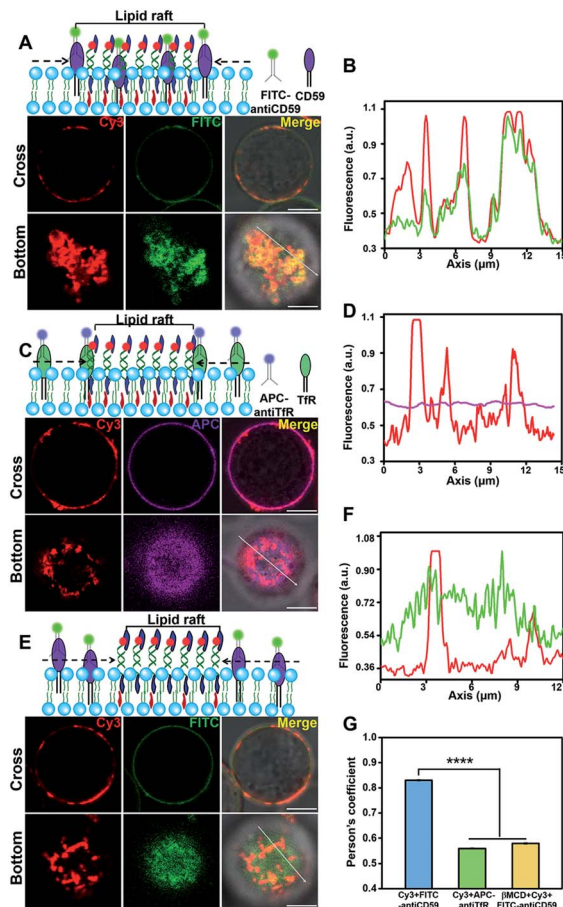 A
Lipid raft
FITC-
antiCD59
CD59
Cross
Cy3
FITC
Merge
Bottom
B
Fluorescence (a.u.)
1.1
0.9
0.7
0.5
0.3
0 3 6 9 12 15
Axis (μm)
C
Lipid raft
APC-
antiTfR
TfR
Cross
Cy3
APC
Merge
Bottom
D
Fluorescence (a.u.)
1.1
0.9
0.7
0.5
0.3
0 3 6 9 12 15
Axis (μm)
E
Lipid raft
Cross
Cy3
FITC
Merge
Bottom
F
Fluorescence (a.u.)
1.08
0.90
0.72
0.54
0.36
0 3 6 9 12
Axis (μm)
G
Person's coefficient
1.0
0.9
0.8
0.7
0.6
0.5
0.4
****
Cy3+FITC
-antiCD59
Cy3+APC-
antiTfR
βMCD+Cy3+
FITC-antiCD59